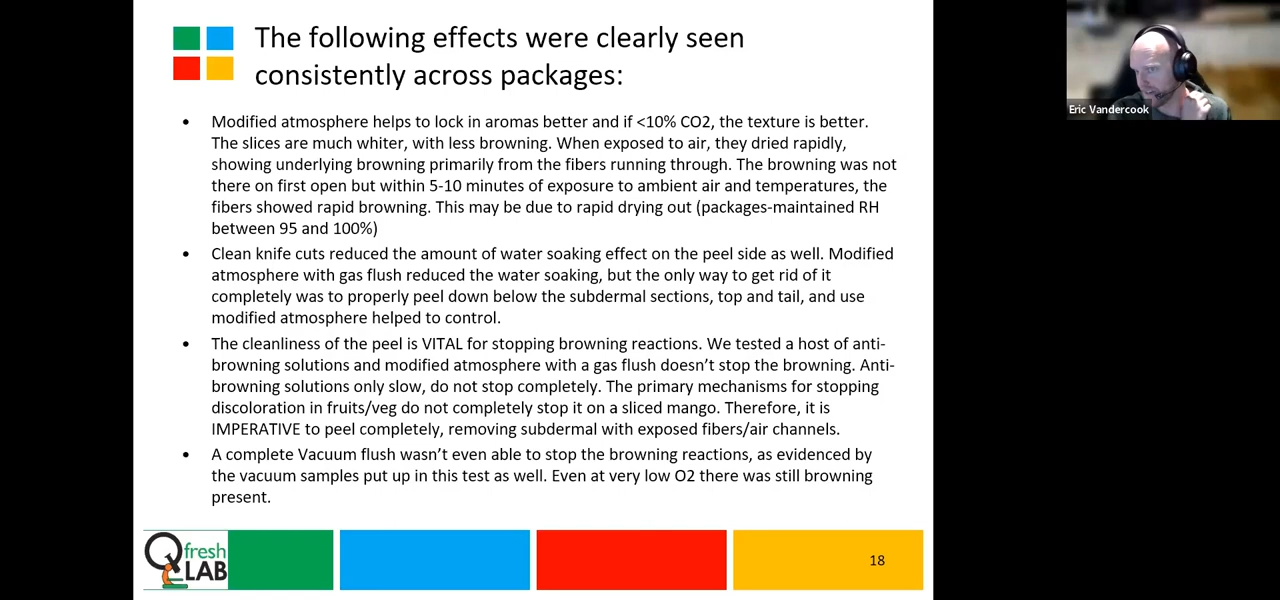 The following effects were clearly seen
consistently across packages:
Eric Vandercook
• Modified atmosphere helps to lock in aromas better and if <10% CO2, the texture is better.
The slices are much whiter, with less browning. When exposed to air, they dried rapidly,
showing underlying browning primarily from the fibers running through. The browning was not
there on first open but within 5-10 minutes of exposure to ambient air and temperatures, the
fibers showed rapid browning. This may be due to rapid drying out (packages-maintained RH
between 95 and 100%)
• Clean knife cuts reduced the amount of water soaking effect on the peel side as well. Modified
atmosphere with gas flush reduced the water soaking, but the only way to get rid of it
completely was to properly peel down below the subdermal sections, top and tail, and use
modified atmosphere helped to control.
• The cleanliness of the peel is VITAL for stopping browning reactions. We tested a host of anti-
browning solutions and modified atmosphere with a gas flush doesn't stop the browning. Anti-
browning solutions only slow, do not stop completely. The primary mechanisms for stopping
discoloration in fruits/veg do not completely stop it on a sliced mango. Therefore, it is
IMPERATIVE to peel completely, removing subdermal with exposed fibers/air channels.
• A complete Vacuum flush wasn't even able to stop the browning reactions, as evidenced by
the vacuum samples put up in this test as well. Even at very low O2 there was still browning
present.
Q fresh
LAB
18